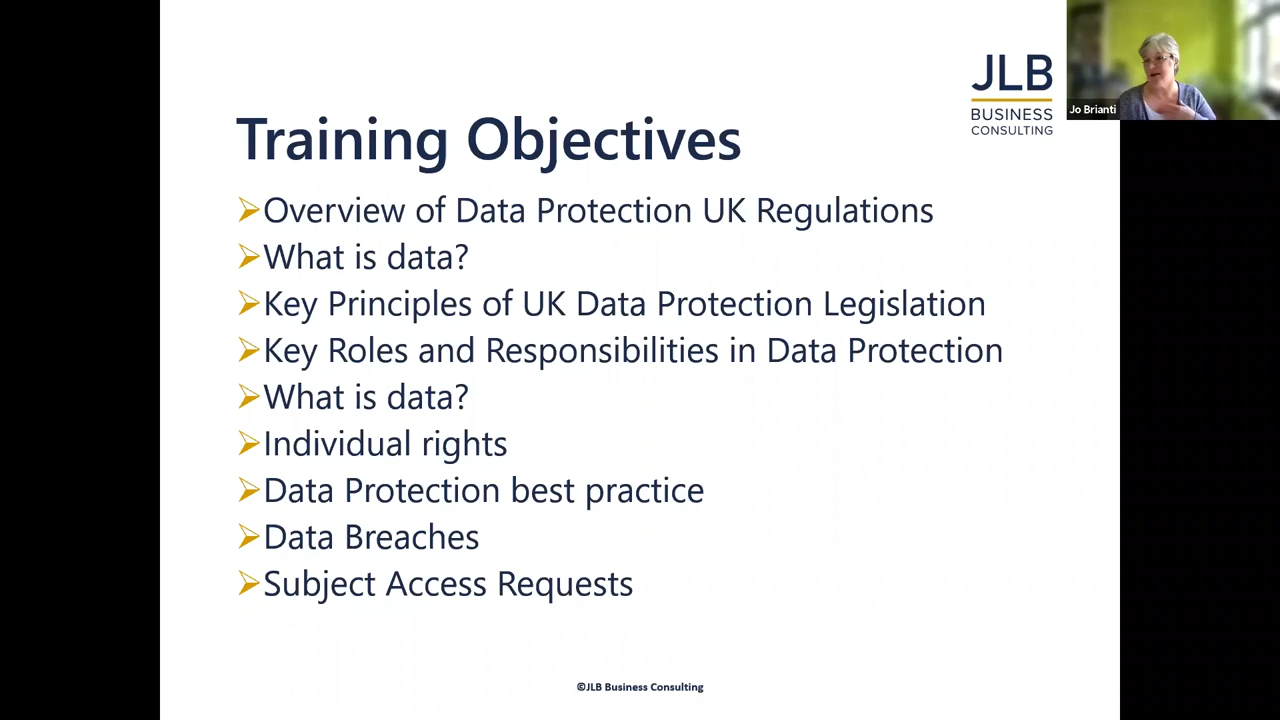 JLB
BUSINESS
CONSULTING
Jo Brianti
Training Objectives
Overview of Data Protection UK Regulations
What is data?
Key Principles of UK Data Protection Legislation
Key Roles and Responsibilities in Data Protection
What is data?
Individual rights
Data Protection best practice
Data Breaches
Subject Access Requests
©JLB Business Consulting